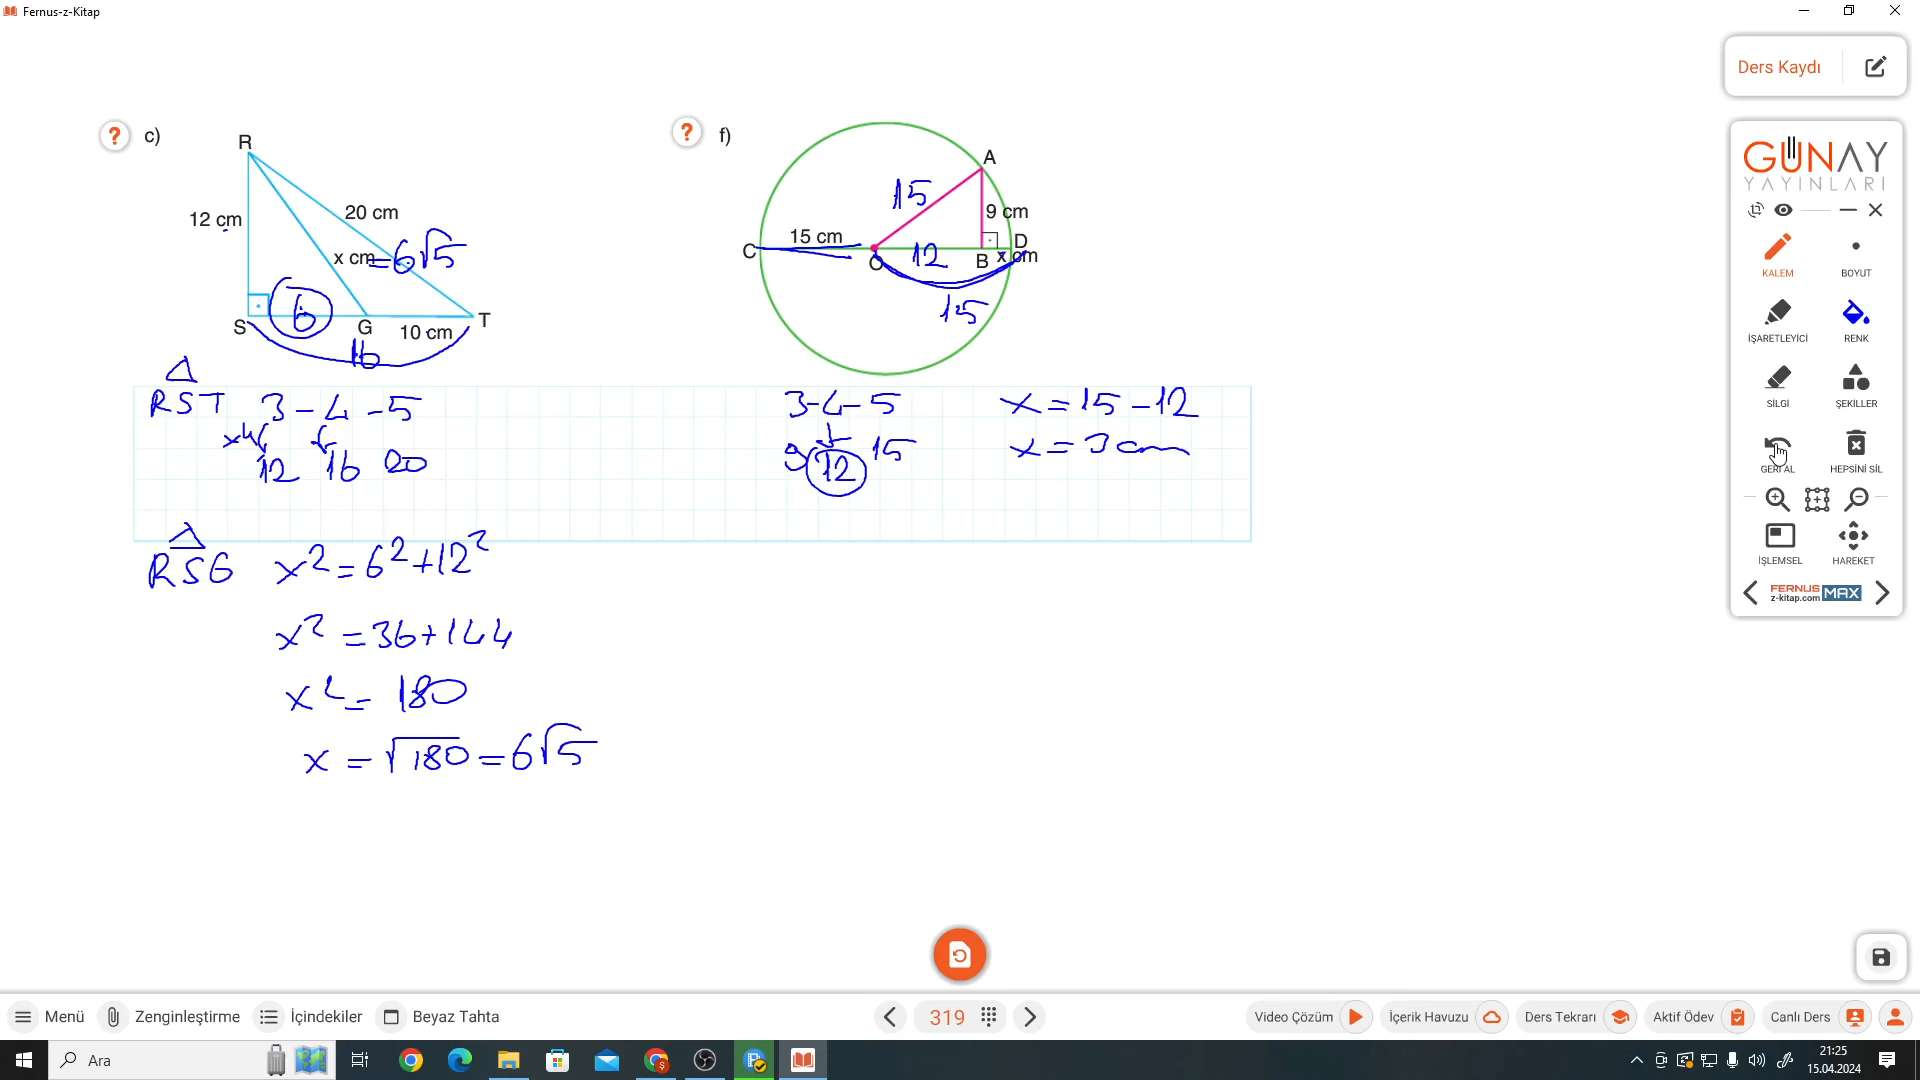 Fernus-z-Kitap
Ders Kaydı
c)
R
12 cm
20 cm
x cm = 6√5
S
6
G
10 cm
T
16
f)
A
15
9 cm
C
15 cm
O
12
B
D
x cm
15
RST 3 - 4 - 5
x4
12 16 20
RSG x² = 6² + 12²
x² = 36 + 144
x² = 180
x = √180 = 6√5
3 - 4 - 5
9 12 15
x = 15 - 12
x = 3 cm
GÜNAY
YAYINLARI
KALEM
BOYUT
İŞARETLEYİCİ
RENK
SİLGİ
ŞEKİLLER
GERİ AL
HEPSİNİ SİL
İŞLEMSEL
HAREKET
FERNUS
z-kitap.com
MAX
Menü
Zenginleştirme
İçindekiler
Beyaz Tahta
319
Video Çözüm
İçerik Havuzu
Ders Tekrarı
Aktif Ödev
Canlı Ders
Ara
21:25
15.04.2024